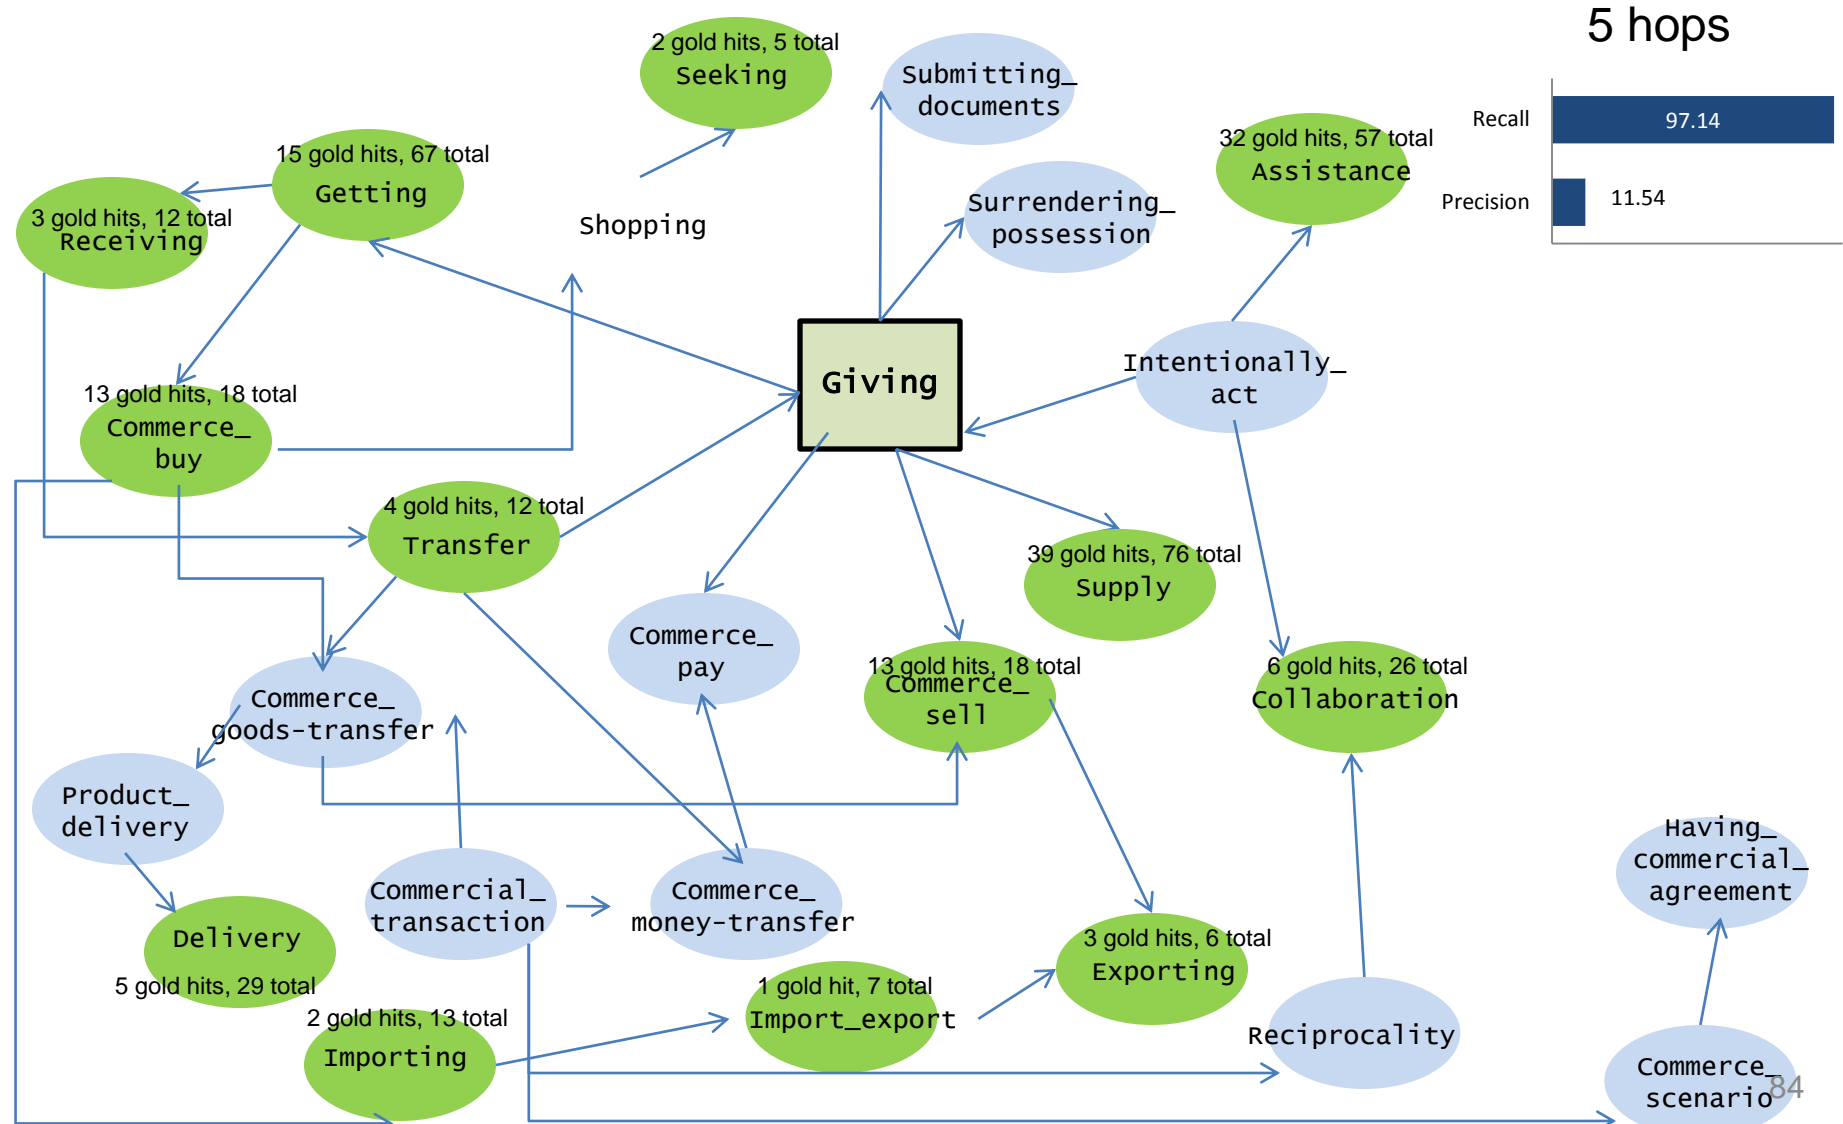 5 hops
Recall
97.14
Precision
11.54
2 gold hits, 5 total
Seeking
Submitting_
documents
32 gold hits, 57 total
Assistance
15 gold hits, 67 total
Getting
3 gold hits, 12 total
Receiving
Shopping
Surrendering_
possession
Giving
Intentionally_
act
13 gold hits, 18 total
Commerce_
buy
4 gold hits, 12 total
Transfer
39 gold hits, 76 total
Supply
Commerce_
pay
13 gold hits, 18 total
Commerce_
sell
6 gold hits, 26 total
Collaboration
Commerce_
goods-transfer
Product_
delivery
Commercial_
transaction
Commerce_
money-transfer
Having_
commercial_
agreement
Delivery
5 gold hits, 29 total
3 gold hits, 6 total
Exporting
1 gold hit, 7 total
Import_export
2 gold hits, 13 total
Importing
Reciprocality
Commerce_
scenario
84